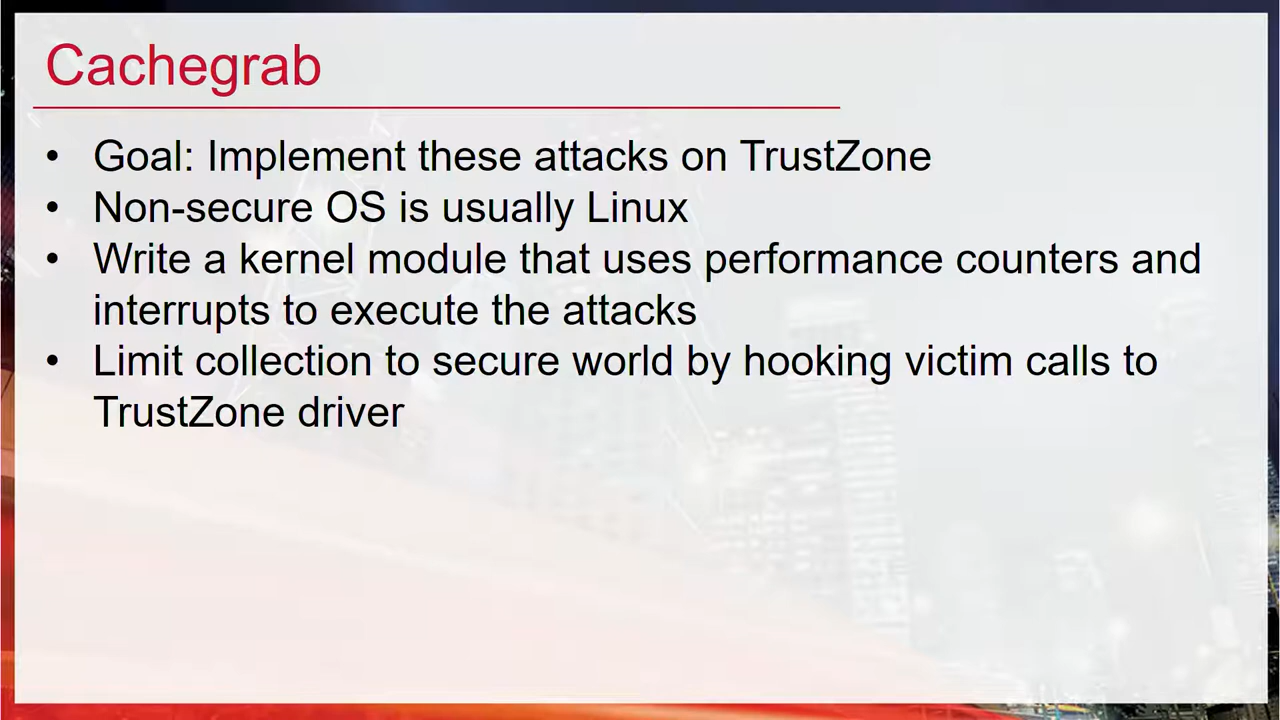 Cachegrab
• Goal: Implement these attacks on TrustZone
• Non-secure OS is usually Linux
• Write a kernel module that uses performance counters and
interrupts to execute the attacks
• Limit collection to secure world by hooking victim calls to
TrustZone driver